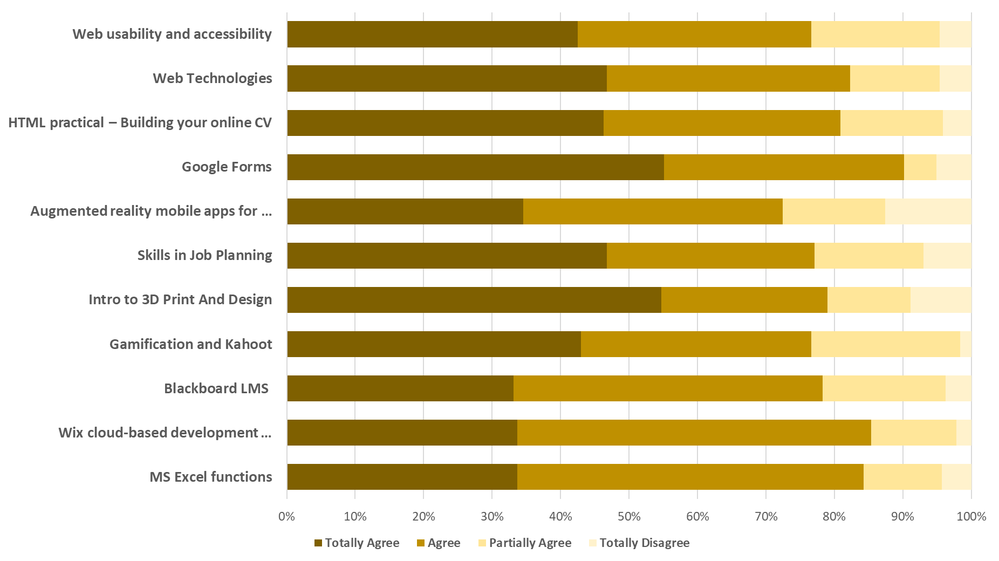 Web usability and accessibility
Web Technologies
HTML practical – Building your online CV
Google Forms
Augmented reality mobile apps for ...
Skills in Job Planning
Intro to 3D Print And Design
Gamification and Kahoot
Blackboard LMS
Wix cloud-based development ...
MS Excel functions
0% 10% 20% 30% 40% 50% 60% 70% 80% 90% 100%
Totally Agree Agree Partially Agree Totally Disagree